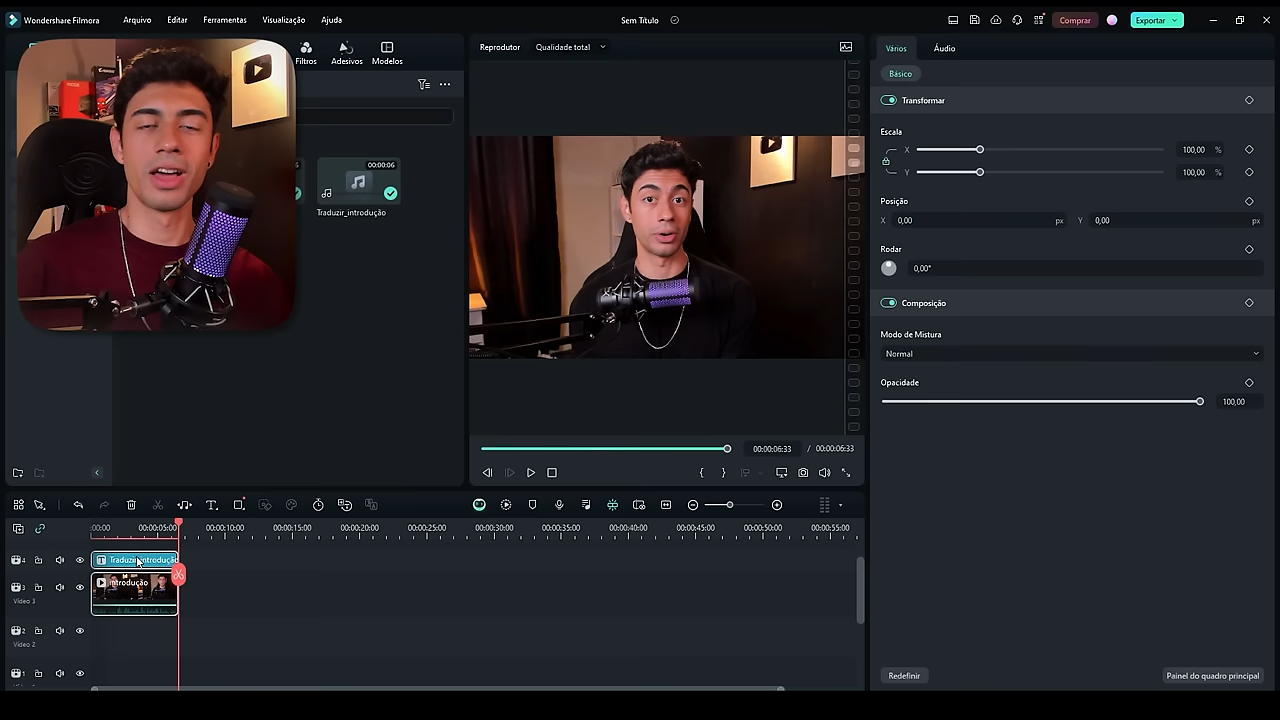 Wondershare Filmora
Arquivo
Editar
Ferramentas
Visualização
Ajuda
Sem Título
Comprar
Exportar
Filtros
Adesivos
Modelos
00:00:06
Traduzir_introdução
Reprodutor
Qualidade total
00:00:06:33 / 00:00:06:33
Vários
Áudio
Básico
Transformar
Escala
X 100,00 %
Y 100,00 %
Posição
X 0,00 px Y 0,00 px
Rodar
0,00°
Composição
Modo de Mistura
Normal
Opacidade
100,00
Redefinir
Painel do quadro principal
:00:00 00:00:05:00 00:00:10:00 00:00:15:00 00:00:20:00 00:00:25:00 00:00:30:00 00:00:35:00 00:00:40:00 00:00:45:00 00:00:50:00 00:00:55:00
4
Traduzir_introdução
3
introdução
Vídeo 3
2
Vídeo 2
1